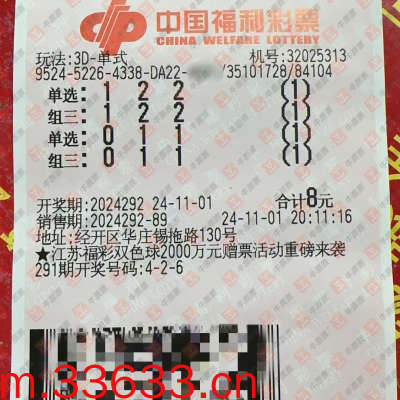 中国福利彩票
CHINA WELFARE LOTTERY
玩法:3D-单式 机号:32025313
9524-5226-4338-DA22- /35101728/84104
单选: 1 2 2 (1)
组三: 1 2 2 (1)
单选: 0 1 1 (1)
组三: 0 1 1 (1)
开奖期:2024292 24-11-01 合计8元
销售期:2024292-89 24-11-01 20:11:16
地址:经开区华庄锡拖路130号
★江苏福彩双色球2000万元赠票活动重磅来袭
291期开奖号码:4-2-6
m.33633.cn